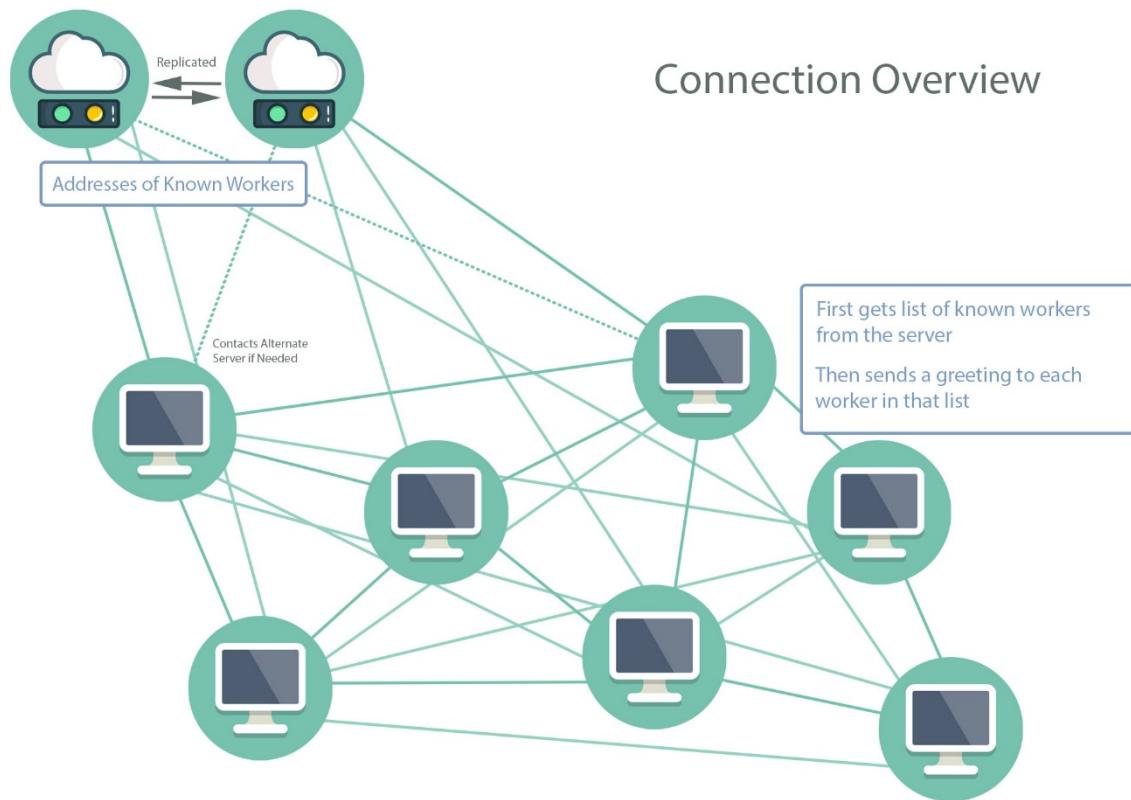 Replicated
Connection Overview
Addresses of Known Workers
First gets list of known workers
from the server
Then sends a greeting to each
worker in that list
Contacts Alternate
Server if Needed